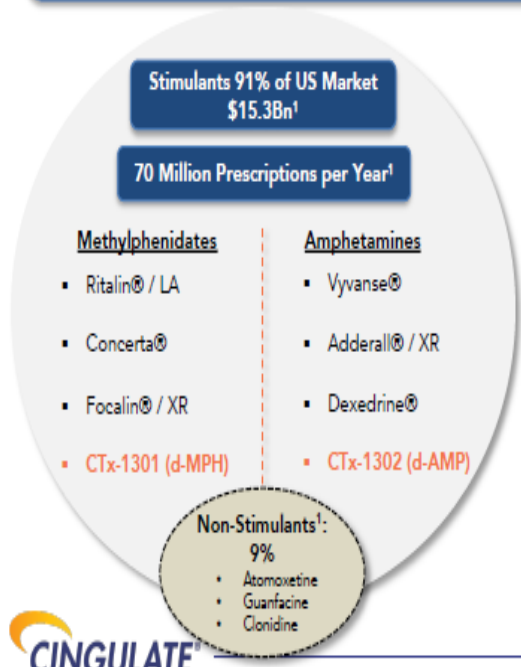 Stimulants 91% of US Market
$15.3Bn¹
70 Million Prescriptions per Year¹
Methylphenidates
▪ Ritalin® / LA
▪ Concerta®
▪ Focalin® / XR
▪ CTx-1301 (d-MPH)
Amphetamines
▪ Vyvanse®
▪ Adderall® / XR
▪ Dexedrine®
▪ CTx-1302 (d-AMP)
Non-Stimulants¹:
9%
• Atomoxetine
• Guanfacine
• Clonidine
CINGULATE®